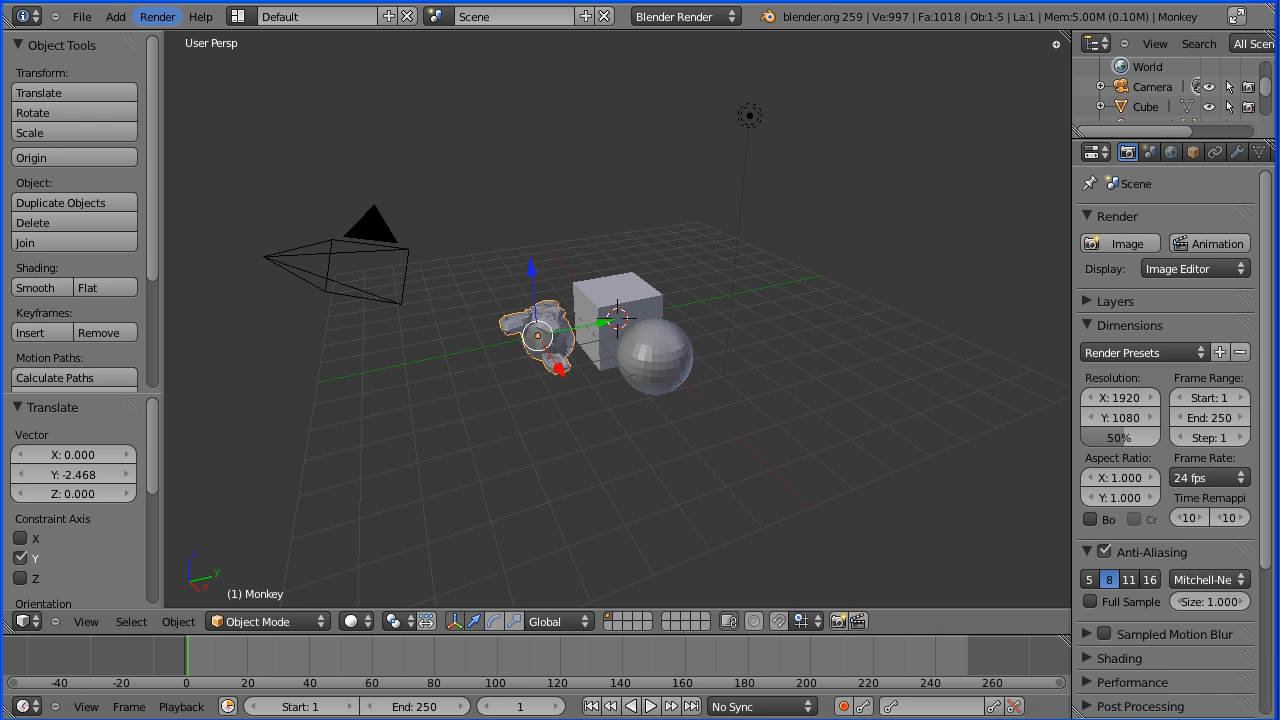 File Add Render Help Default Scene Blender Render blender.org 259 | Ve:997 | Fa:1018 | Ob:1-5 | La:1 | Mem:5.00M (0.10M) | Monkey
Object Tools
Transform:
Translate
Rotate
Scale
Origin
Object:
Duplicate Objects
Delete
Join
Shading:
Smooth Flat
Keyframes:
Insert Remove
Motion Paths:
Calculate Paths
Translate
Vector
X: 0.000
Y: -2.468
Z: 0.000
Constraint Axis
X
Y
Z
Orientation
User Persp
z
y
x
(1) Monkey
View Select Object Object Mode Global
-40 -20 0 20 40 60 80 100 120 140 160 180 200 220 240 260
View Frame Playback Start: 1 End: 250 1 No Sync
View Search All Scen
World
Camera |
Cube |
Scene
Render
Image Animation
Display: Image Editor
Layers
Dimensions
Render Presets
Resolution: Frame Range:
X: 1920 Start: 1
Y: 1080 End: 250
50% Step: 1
Aspect Ratio: Frame Rate:
X: 1.000 24 fps
Y: 1.000 Time Remappi
Bo Cr 10 10
Anti-Aliasing
5 8 11 16 Mitchell-Ne
Full Sample Size: 1.000
Sampled Motion Blur
Shading
Performance
Post Processing